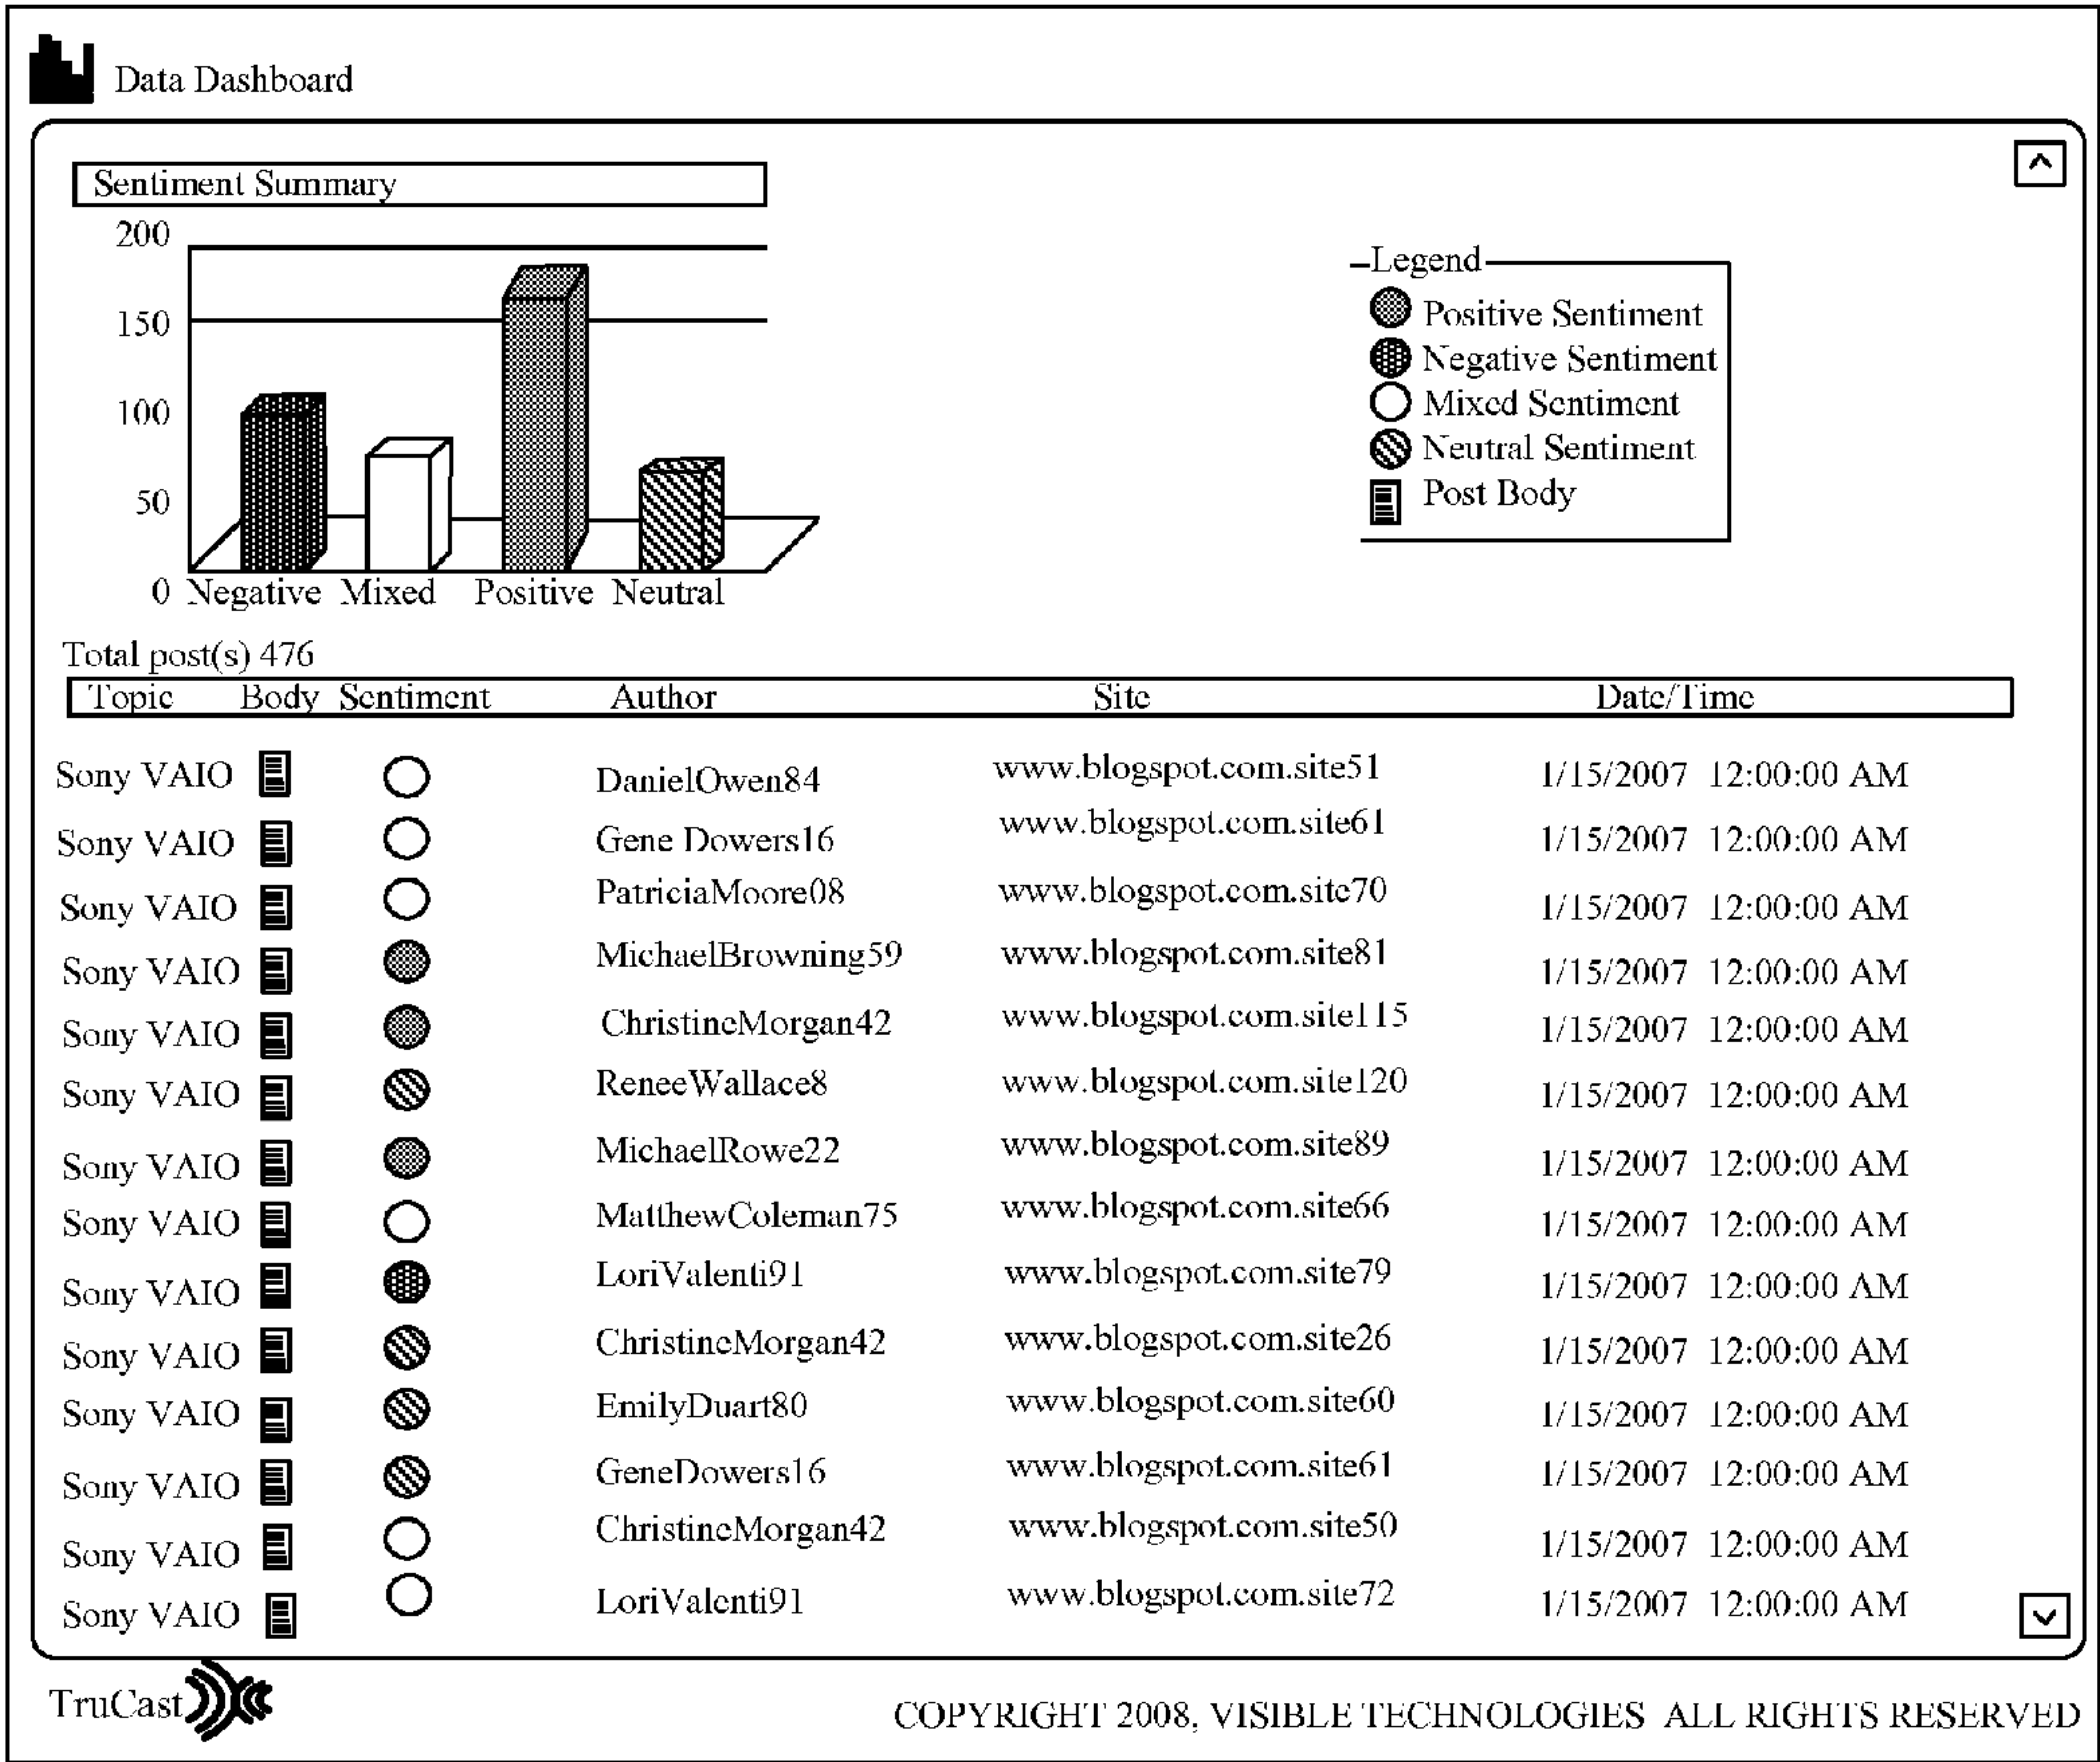 Data Dashboard
Sentiment Summary
200
150
100
50
0 Negative Mixed Positive Neutral
Legend
Positive Sentiment
Negative Sentiment
Mixed Sentiment
Neutral Sentiment
Post Body
Total post(s) 476
Topic Body Sentiment Author Site Date/Time
Sony VAIO DanielOwen84 www.blogspot.com.site51 1/15/2007 12:00:00 AM
Sony VAIO Gene Dowers16 www.blogspot.com.site61 1/15/2007 12:00:00 AM
Sony VAIO PatriciaMoore08 www.blogspot.com.site70 1/15/2007 12:00:00 AM
Sony VAIO MichaelBrowning59 www.blogspot.com.site81 1/15/2007 12:00:00 AM
Sony VAIO ChristineMorgan42 www.blogspot.com.site115 1/15/2007 12:00:00 AM
Sony VAIO ReneeWallace8 www.blogspot.com.site120 1/15/2007 12:00:00 AM
Sony VAIO MichaelRowe22 www.blogspot.com.site89 1/15/2007 12:00:00 AM
Sony VAIO MatthewColeman75 www.blogspot.com.site66 1/15/2007 12:00:00 AM
Sony VAIO LoriValenti91 www.blogspot.com.site79 1/15/2007 12:00:00 AM
Sony VAIO ChristineMorgan42 www.blogspot.com.site26 1/15/2007 12:00:00 AM
Sony VAIO EmilyDuart80 www.blogspot.com.site60 1/15/2007 12:00:00 AM
Sony VAIO GeneDowers16 www.blogspot.com.site61 1/15/2007 12:00:00 AM
Sony VAIO ChristineMorgan42 www.blogspot.com.site50 1/15/2007 12:00:00 AM
Sony VAIO LoriValenti91 www.blogspot.com.site72 1/15/2007 12:00:00 AM
TruCast
COPYRIGHT 2008, VISIBLE TECHNOLOGIES ALL RIGHTS RESERVED